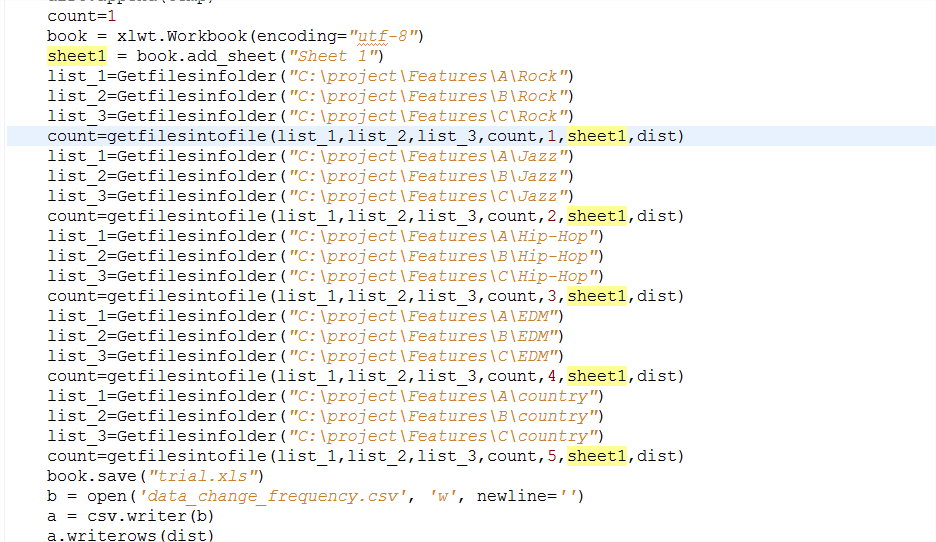 count=1
book = xlwt.Workbook(encoding="utf-8")
sheet1 = book.add_sheet("Sheet 1")
list_1=Getfilesinfolder("C:\project\Features\A\Rock")
list_2=Getfilesinfolder("C:\project\Features\B\Rock")
list_3=Getfilesinfolder("C:\project\Features\C\Rock")
count=getfilesintofile(list_1,list_2,list_3,count,1,sheet1,dist)
list_1=Getfilesinfolder("C:\project\Features\A\Jazz")
list_2=Getfilesinfolder("C:\project\Features\B\Jazz")
list_3=Getfilesinfolder("C:\project\Features\C\Jazz")
count=getfilesintofile(list_1,list_2,list_3,count,2,sheet1,dist)
list_1=Getfilesinfolder("C:\project\Features\A\Hip-Hop")
list_2=Getfilesinfolder("C:\project\Features\B\Hip-Hop")
list_3=Getfilesinfolder("C:\project\Features\C\Hip-Hop")
count=getfilesintofile(list_1,list_2,list_3,count,3,sheet1,dist)
list_1=Getfilesinfolder("C:\project\Features\A\EDM")
list_2=Getfilesinfolder("C:\project\Features\B\EDM")
list_3=Getfilesinfolder("C:\project\Features\C\EDM")
count=getfilesintofile(list_1,list_2,list_3,count,4,sheet1,dist)
list_1=Getfilesinfolder("C:\project\Features\A\country")
list_2=Getfilesinfolder("C:\project\Features\B\country")
list_3=Getfilesinfolder("C:\project\Features\C\country")
count=getfilesintofile(list_1,list_2,list_3,count,5,sheet1,dist)
book.save("trial.xls")
b = open('data_change_frequency.csv', 'w', newline='')
a = csv.writer(b)
a.writerows(dist)